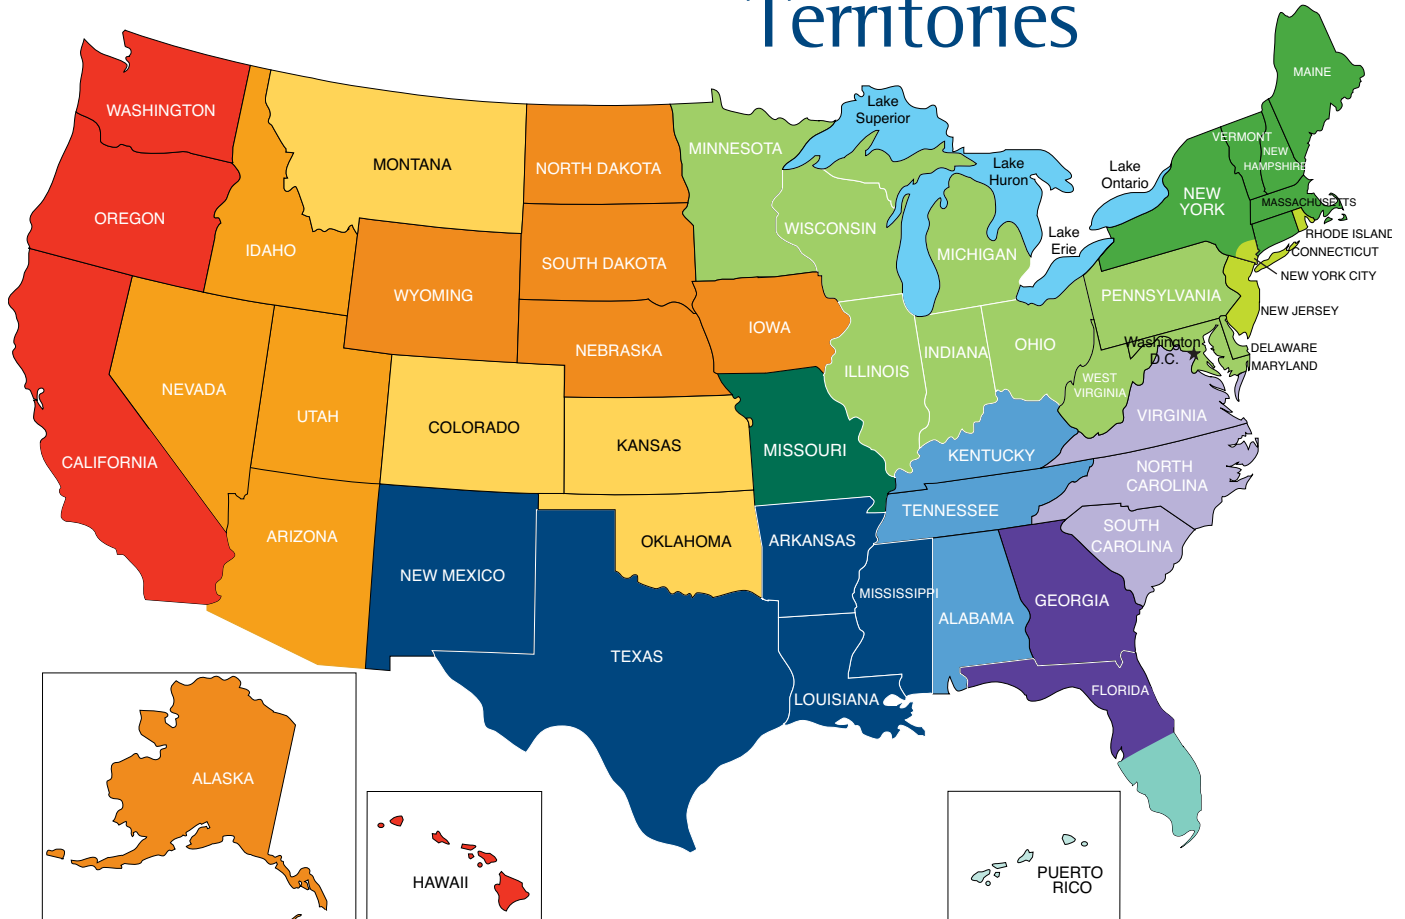 Territories
WASHINGTON
OREGON
CALIFORNIA
IDAHO
NEVADA
UTAH
ARIZONA
MONTANA
WYOMING
COLORADO
NEW MEXICO
NORTH DAKOTA
SOUTH DAKOTA
NEBRASKA
KANSAS
OKLAHOMA
TEXAS
MINNESOTA
IOWA
MISSOURI
ARKANSAS
LOUISIANA
WISCONSIN
ILLINOIS
MISSISSIPPI
Lake
Superior
MICHIGAN
INDIANA
OHIO
KENTUCKY
TENNESSEE
ALABAMA
Lake
Huron
Lake
Erie
Lake
Ontario
GEORGIA
FLORIDA
SOUTH
CAROLINA
NORTH
CAROLINA
VIRGINIA
WEST
VIRGINIA
Washington
D.C.
PENNSYLVANIA
NEW
YORK
VERMONT
NEW
HAMPSHIRE
MAINE
MASSACHUSETTS
RHODE ISLAND
CONNECTICUT
NEW YORK CITY
NEW JERSEY
DELAWARE
MARYLAND
ALASKA
HAWAII
PUERTO
RICO